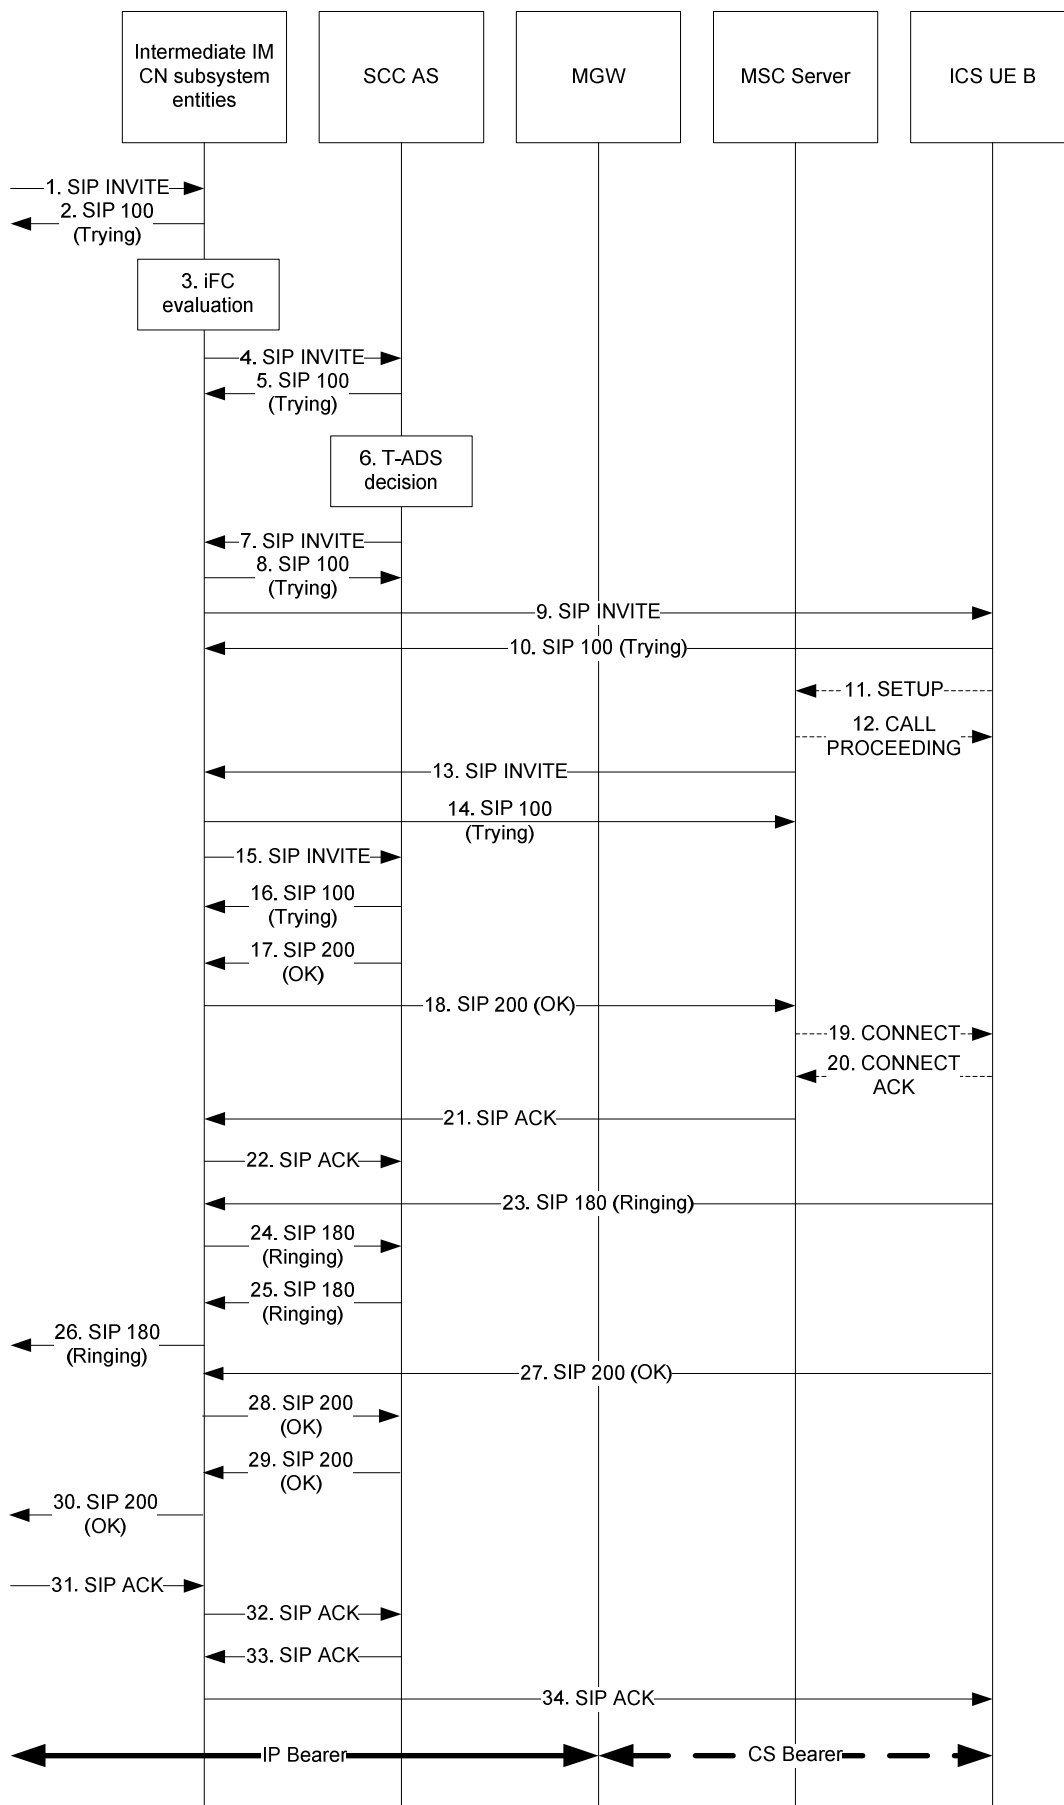 Intermediate IM
CN subsystem
entities
SCC AS
MGW
MSC Server
ICS UE B
1. SIP INVITE
2. SIP 100
(Trying)
3. iFC
evaluation
4. SIP INVITE
5. SIP 100
(Trying)
6. T-ADS
decision
7. SIP INVITE
8. SIP 100
(Trying)
9. SIP INVITE
10. SIP 100 (Trying)
11. SETUP
12. CALL
PROCEEDING
13. SIP INVITE
14. SIP 100
(Trying)
15. SIP INVITE
16. SIP 100
(Trying)
17. SIP 200
(OK)
18. SIP 200 (OK)
19. CONNECT
20. CONNECT
ACK
21. SIP ACK
22. SIP ACK
23. SIP 180 (Ringing)
24. SIP 180
(Ringing)
25. SIP 180
(Ringing)
26. SIP 180
(Ringing)
27. SIP 200 (OK)
28. SIP 200
(OK)
29. SIP 200
(OK)
30. SIP 200
(OK)
31. SIP ACK
32. SIP ACK
33. SIP ACK
34. SIP ACK
IP Bearer
CS Bearer